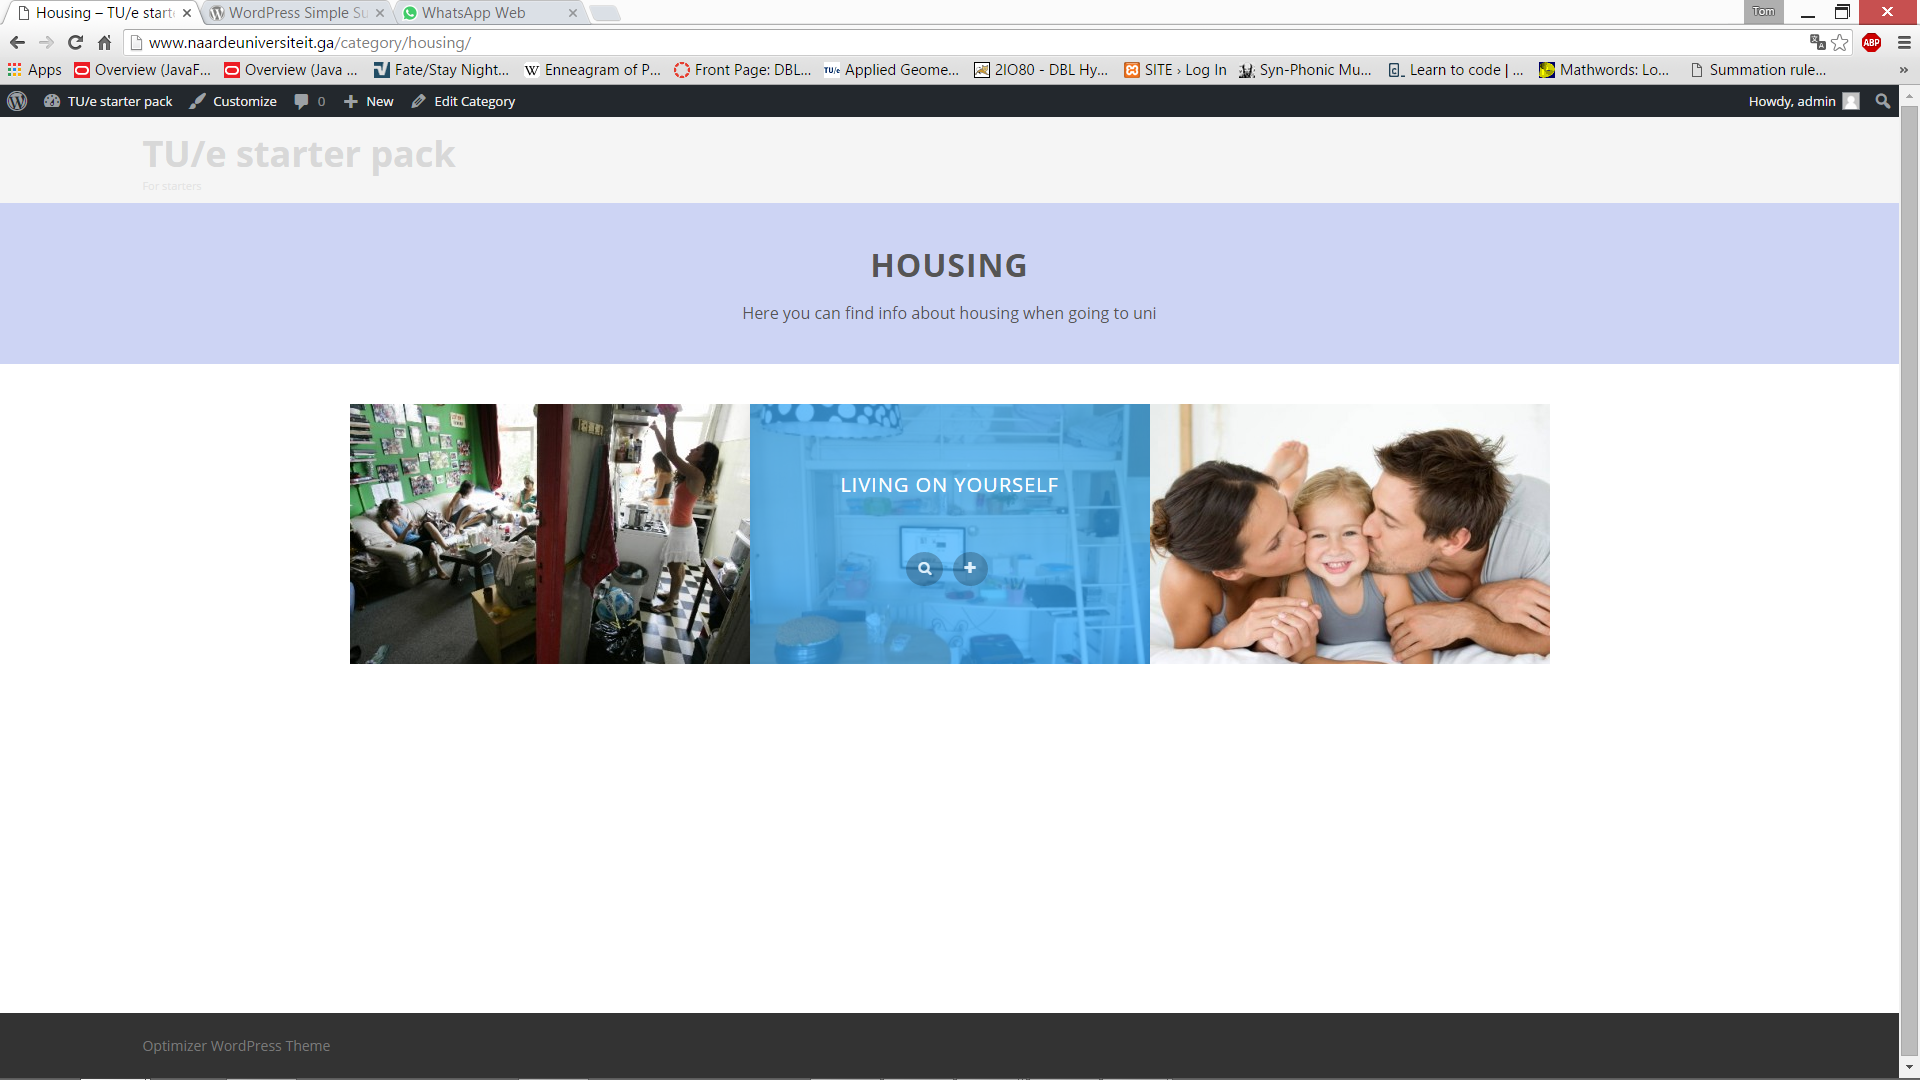 Housing – TU/e starte
WordPress Simple Su
WhatsApp Web
Tom
www.naardeuniversiteit.ga/category/housing/
ABP
Apps
Overview (JavaF...
Overview (Java ...
Fate/Stay Night...
W Enneagram of P...
Front Page: DBL...
TU/e Applied Geome...
2IO80 - DBL Hy...
SITE › Log In
Syn-Phonic Mu...
Learn to code | ...
Mathwords: Lo...
Summation rule...
»
TU/e starter pack
Customize
0
New
Edit Category
Howdy, admin
TU/e starter pack
For starters
HOUSING
Here you can find info about housing when going to uni
LIVING ON YOURSELF
Optimizer WordPress Theme